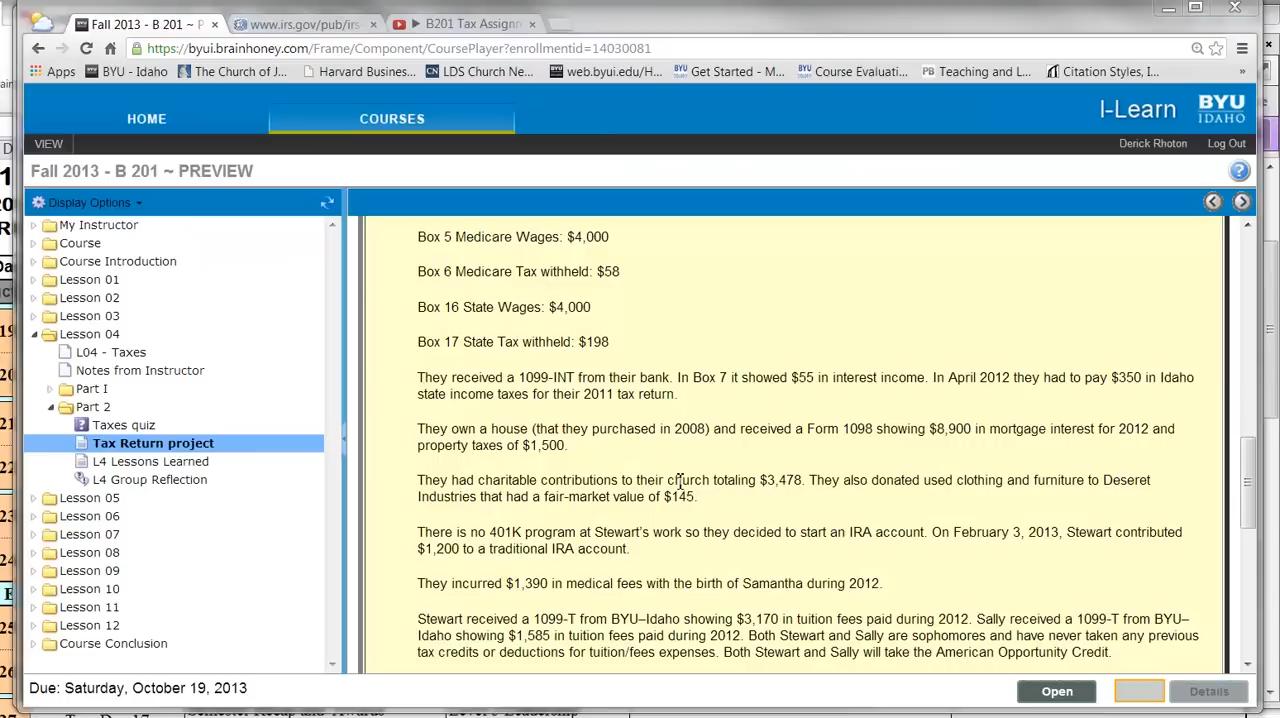 Fall 2013 - B 201 ~ P
www.irs.gov/pub/irs
B201 Tax Assignm
https://byui.brainhoney.com/Frame/Component/CoursePlayer?enrollmentid=14030081
Apps
BYU - Idaho
The Church of J...
Harvard Business...
LDS Church Ne...
web.byui.edu/H...
Get Started - M...
Course Evaluati...
Teaching and L...
Citation Styles, I...
»
HOME
COURSES
I-Learn
BYU
IDAHO
VIEW
Derick Rhoton
Log Out
Fall 2013 - B 201 ~ PREVIEW
Display Options
My Instructor
Course
Course Introduction
Lesson 01
Lesson 02
Lesson 03
Lesson 04
L04 - Taxes
Notes from Instructor
Part I
Part 2
Taxes quiz
Tax Return project
L4 Lessons Learned
L4 Group Reflection
Lesson 05
Lesson 06
Lesson 07
Lesson 08
Lesson 09
Lesson 10
Lesson 11
Lesson 12
Course Conclusion
Box 5 Medicare Wages: $4,000
Box 6 Medicare Tax withheld: $58
Box 16 State Wages: $4,000
Box 17 State Tax withheld: $198
They received a 1099-INT from their bank. In Box 7 it showed $55 in interest income. In April 2012 they had to pay $350 in Idaho
state income taxes for their 2011 tax return.
They own a house (that they purchased in 2008) and received a Form 1098 showing $8,900 in mortgage interest for 2012 and
property taxes of $1,500.
They had charitable contributions to their church totaling $3,478. They also donated used clothing and furniture to Deseret
Industries that had a fair-market value of $145.
There is no 401K program at Stewart's work so they decided to start an IRA account. On February 3, 2013, Stewart contributed
$1,200 to a traditional IRA account.
They incurred $1,390 in medical fees with the birth of Samantha during 2012.
Stewart received a 1099-T from BYU–Idaho showing $3,170 in tuition fees paid during 2012. Sally received a 1099-T from BYU–
Idaho showing $1,585 in tuition fees paid during 2012. Both Stewart and Sally are sophomores and have never taken any previous
tax credits or deductions for tuition/fees expenses. Both Stewart and Sally will take the American Opportunity Credit.
Due: Saturday, October 19, 2013
Open
Details